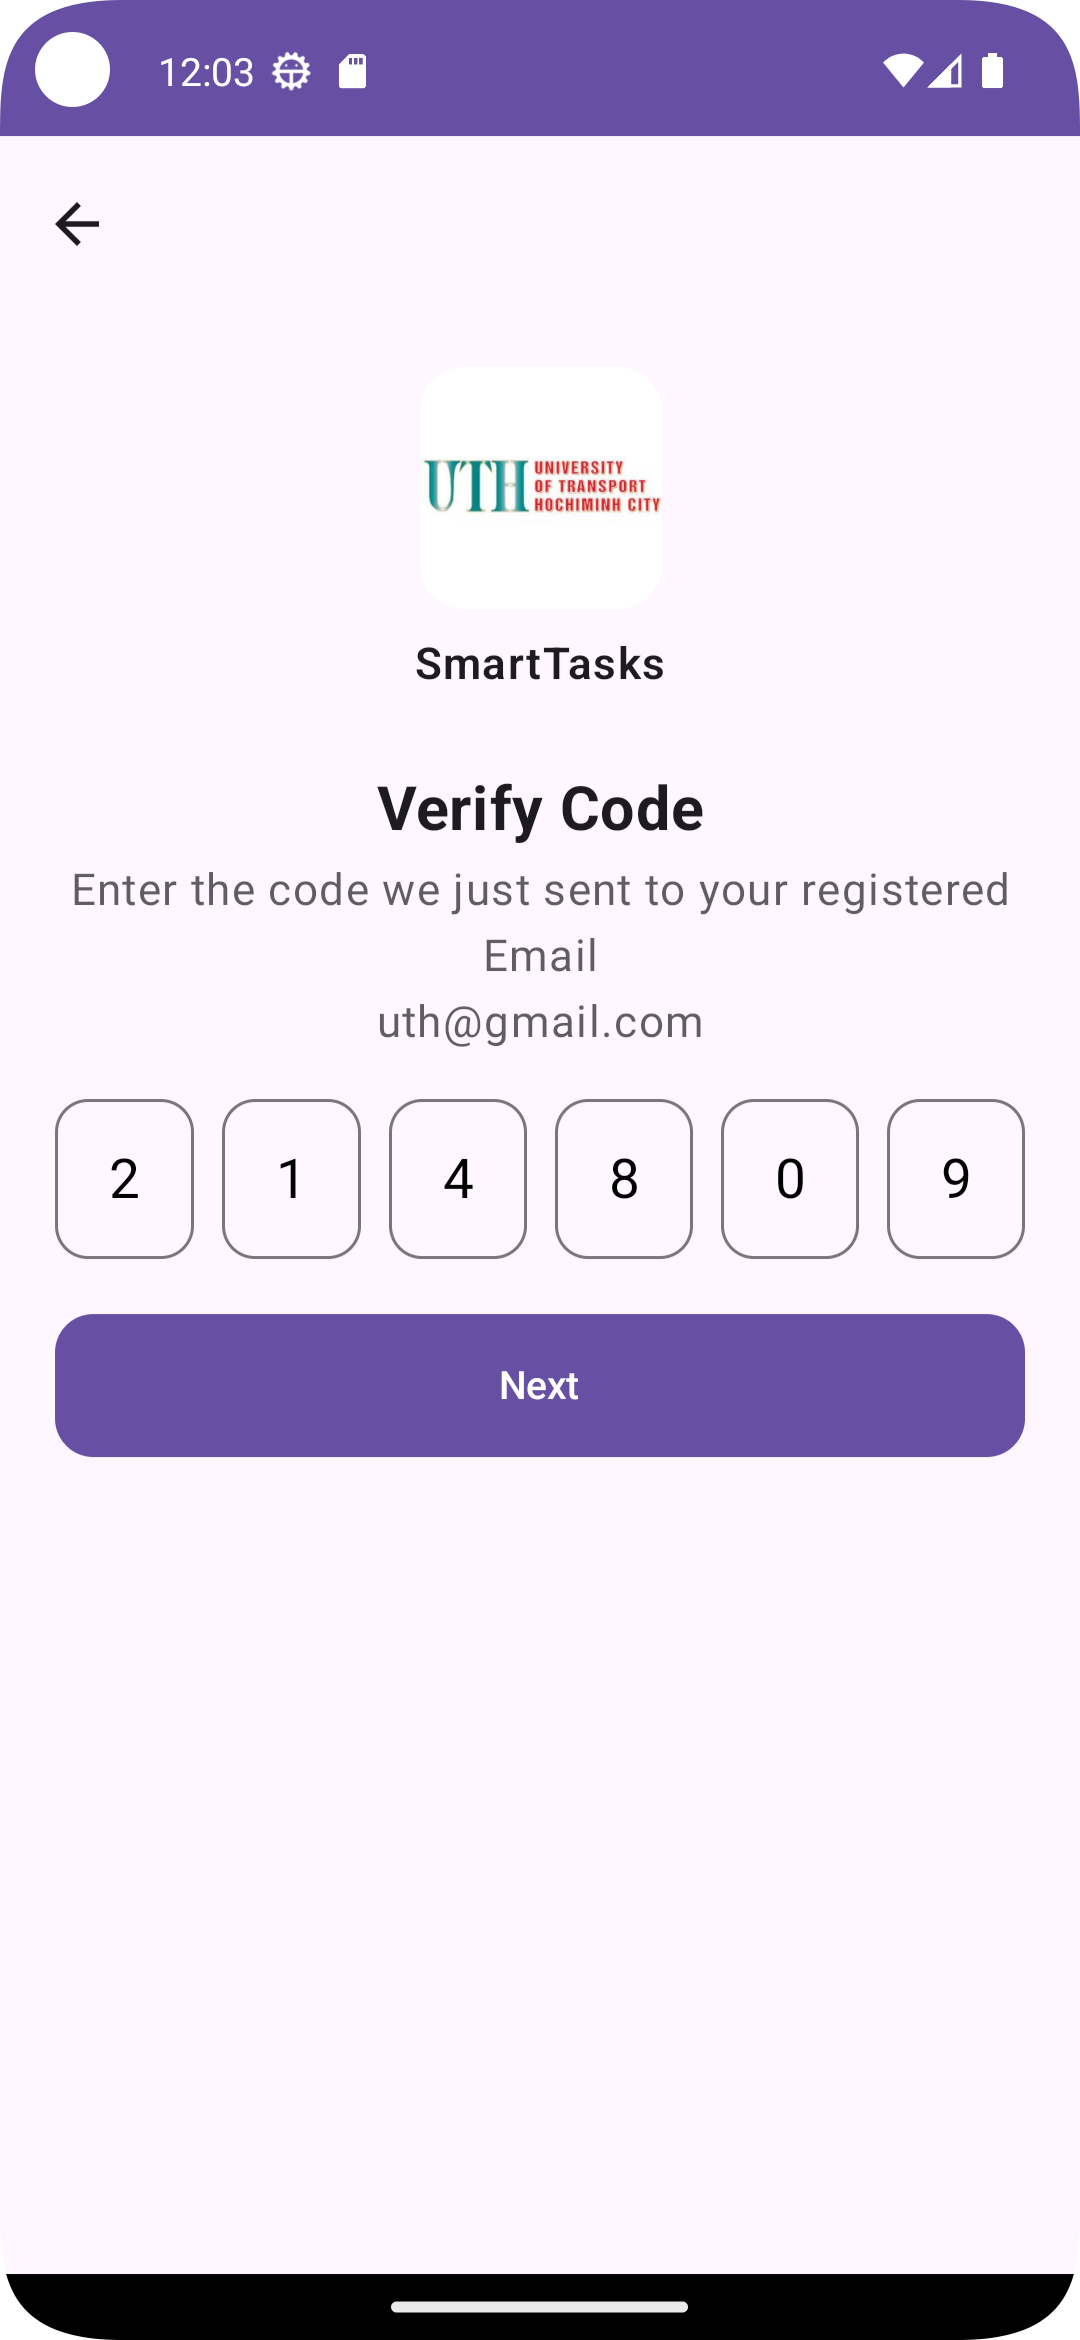 12:03
UTH UNIVERSITY
OF TRANSPORT
HOCHIMINH CITY
SmartTasks
Verify Code
Enter the code we just sent to your registered
Email
uth@gmail.com
2 1 4 8 0 9
Next